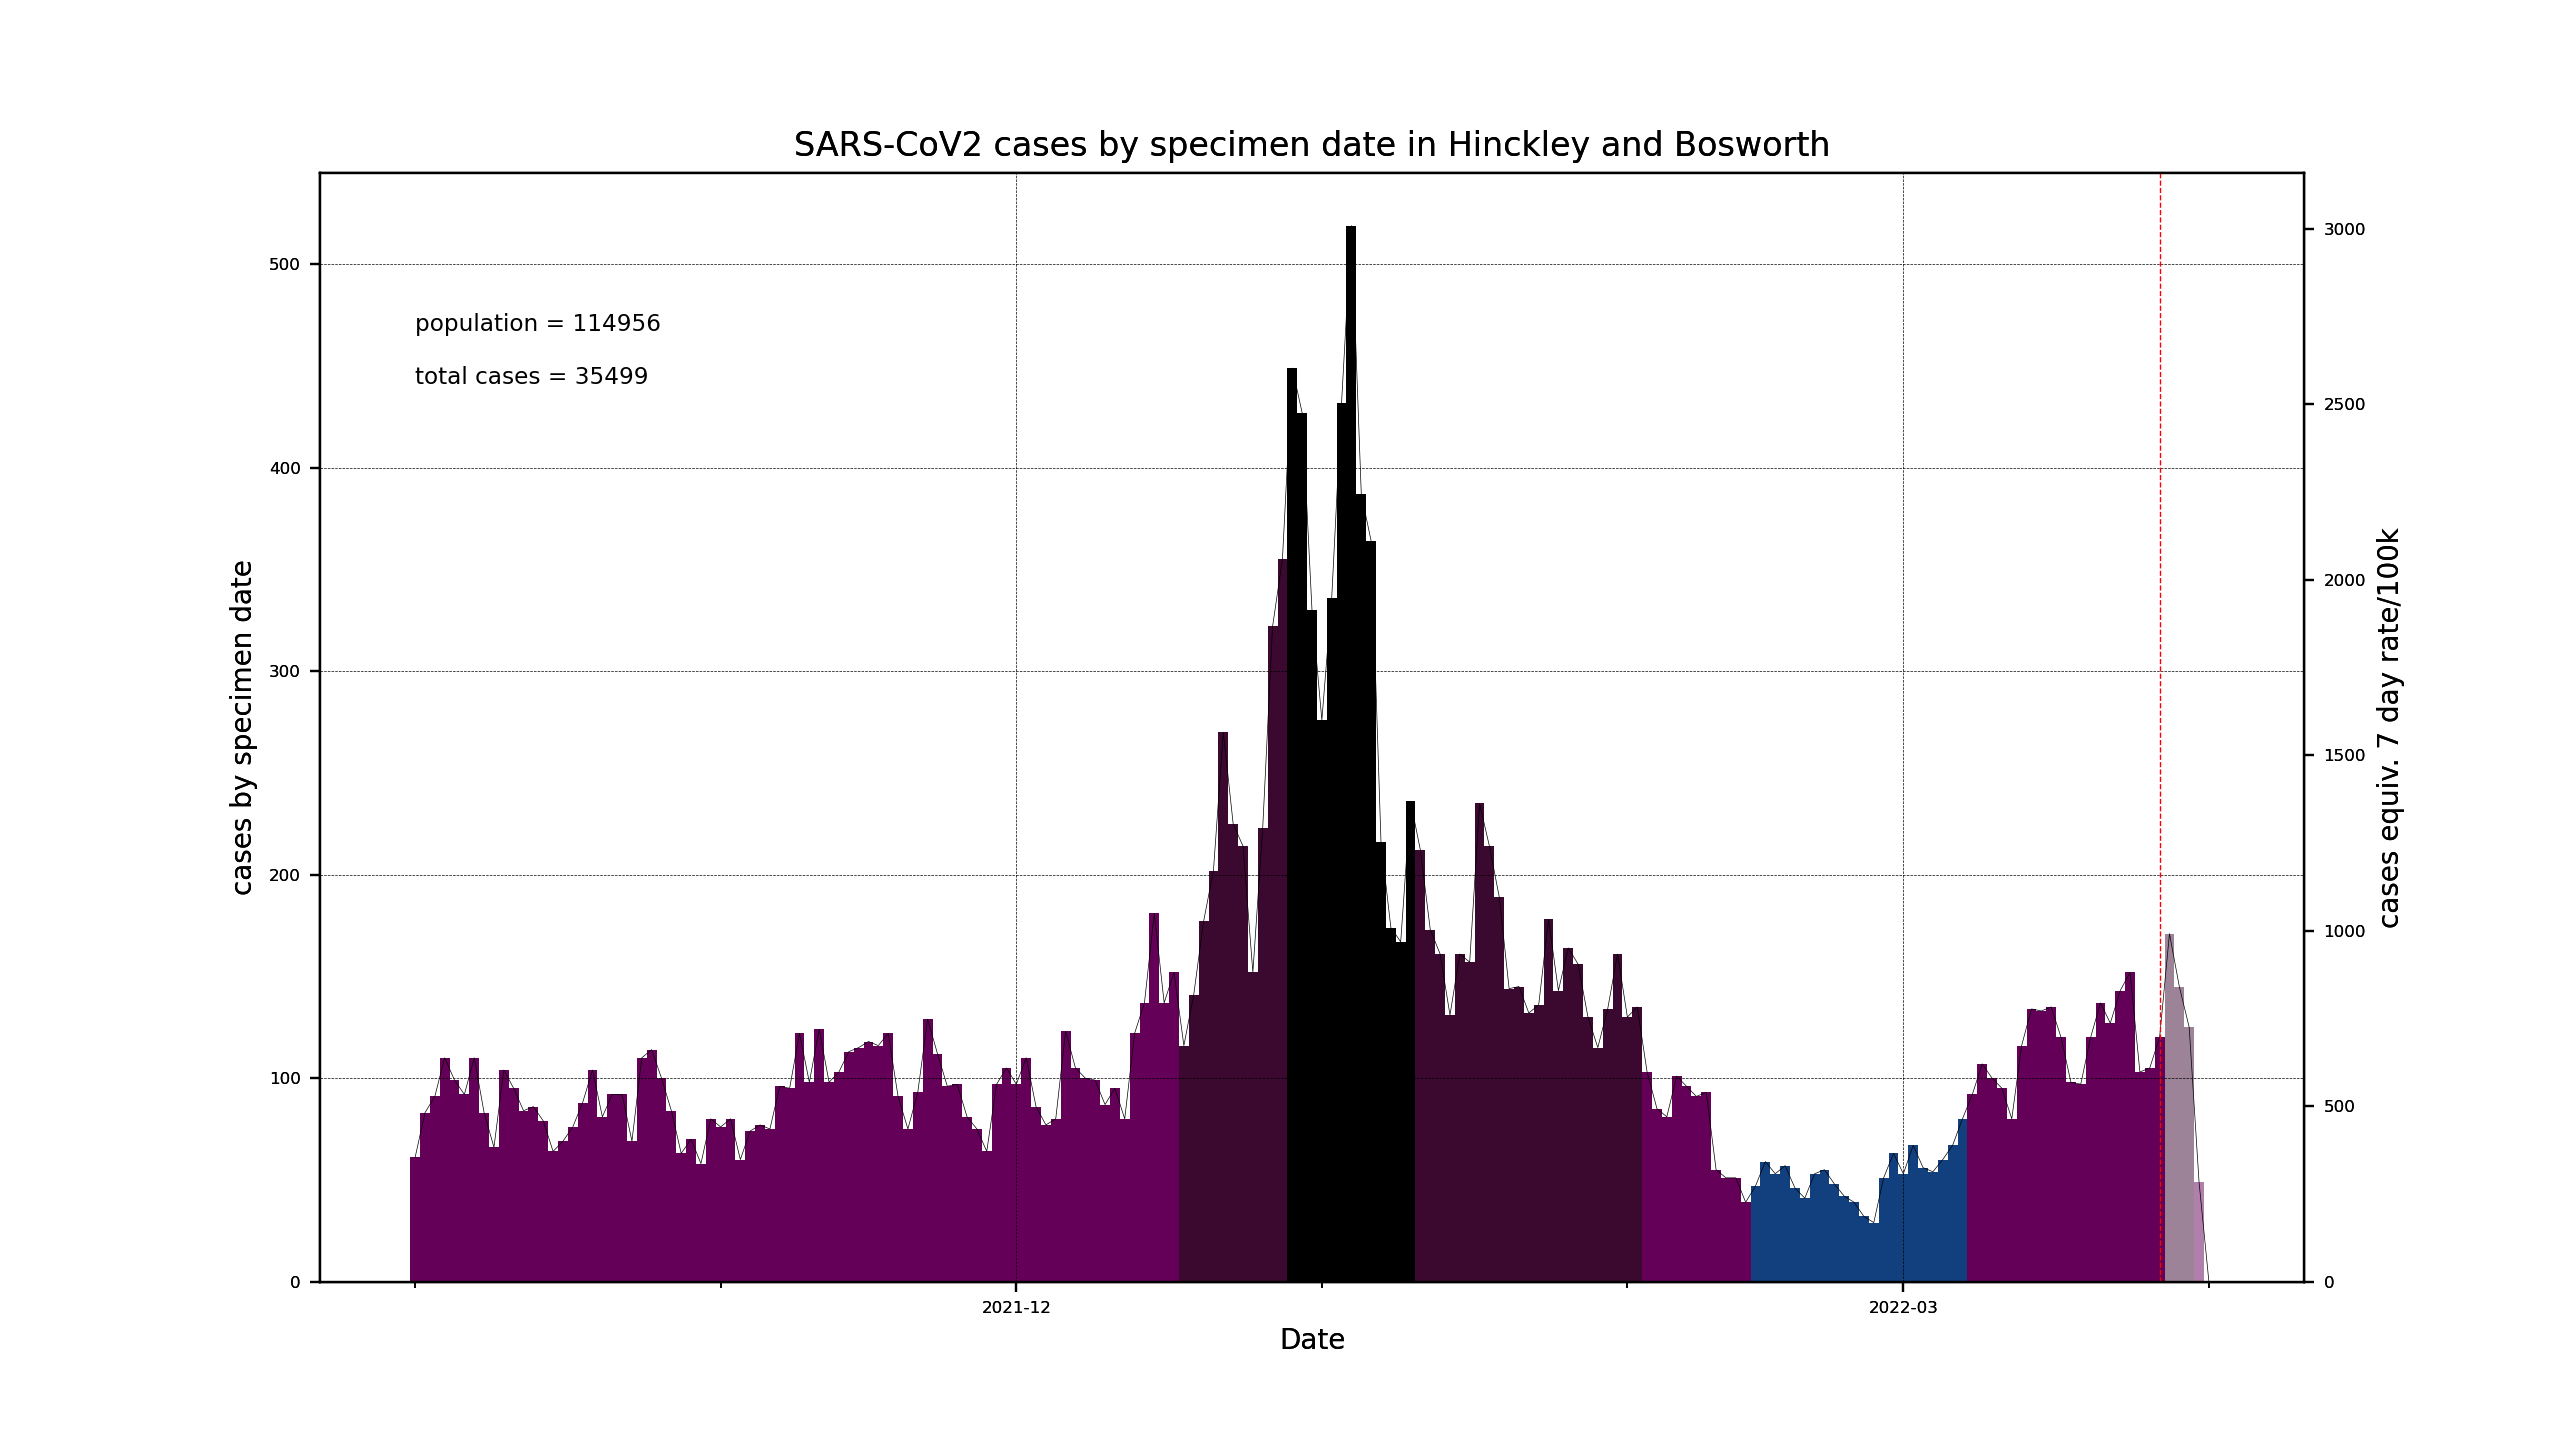 SARS-CoV2 cases by specimen date in Hinckley and Bosworth
population = 114956
total cases = 35499
cases by specimen date
500
400
300
200
100
0
3000
2500
2000
1500
1000
500
0
cases equiv. 7 day rate/100k
2021-12
2022-03
Date